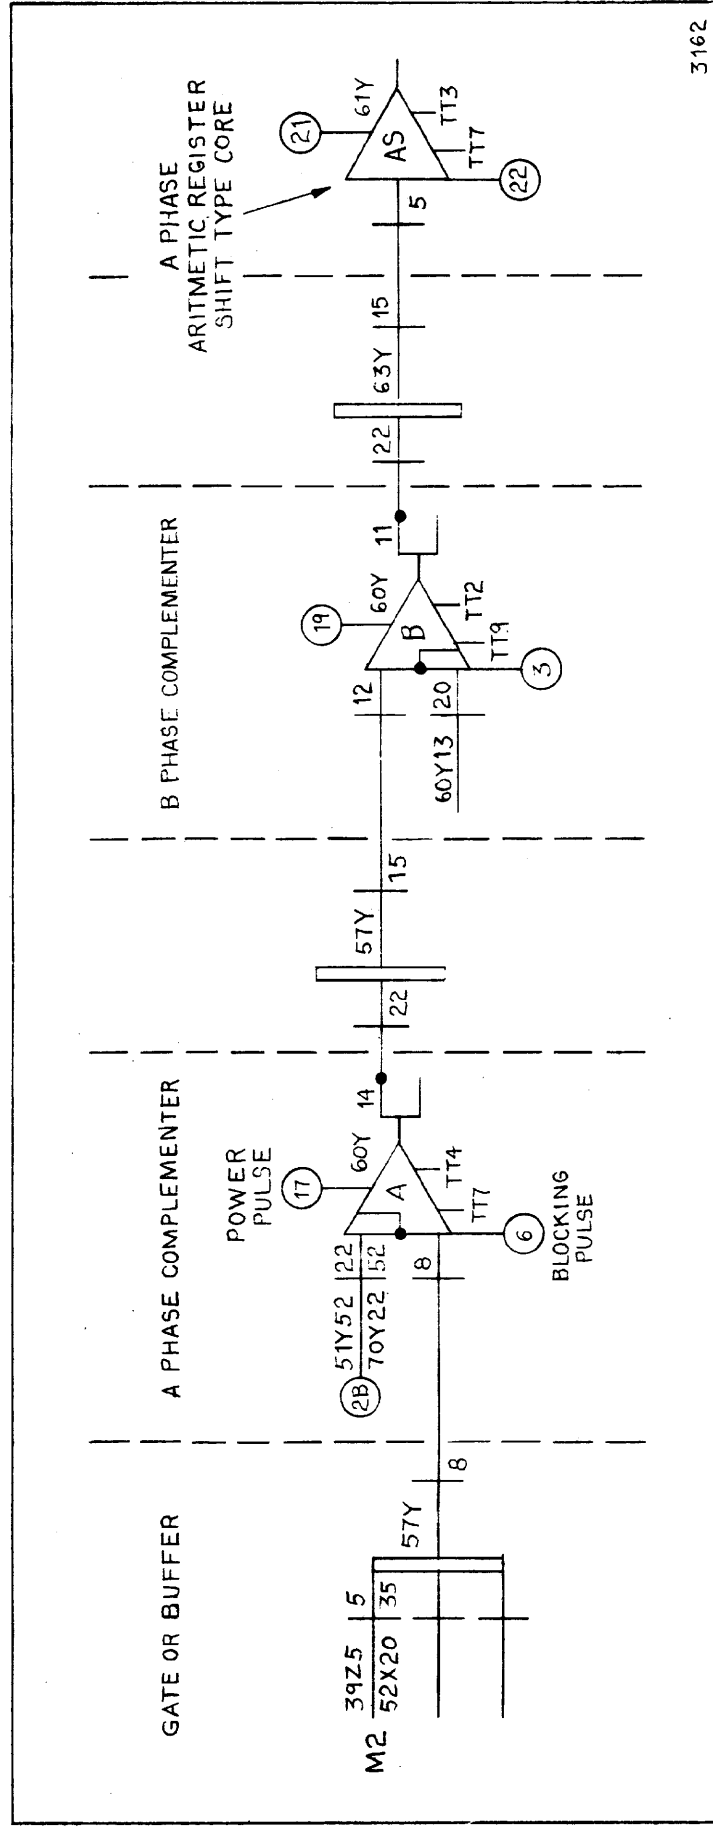 GATE OR BUFFER
M2
39Z5
52X20
5
35
57Y
8
A PHASE COMPLEMENTER
POWER
PULSE
17
2B
51Y52
70Y22
22
52
8
A
60Y
TT7
TT4
6
BLOCKING
PULSE
14
22
57Y
15
B PHASE COMPLEMENTER
12
60Y13
20
19
B
60Y
TT9
TT2
3
11
22
63Y
15
A PHASE
ARITMETIC REGISTER
SHIFT TYPE CORE
5
21
AS
61Y
TT7
TT3
22
3162